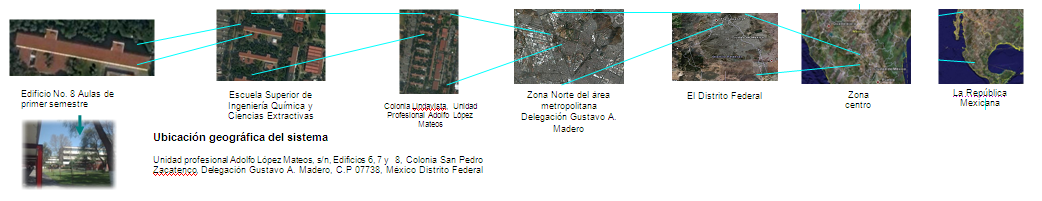 Edificio No. 8 Aulas de
primer semestre
Escuela Superior de
Ingeniería Química y
Ciencias Extractivas
Colonia Lindavista. Unidad
Profesional Adolfo López
Mateos
Zona Norte del área
metropolitana
Delegación Gustavo A.
Madero
El Distrito Federal
Zona
centro
La República
Mexicana
Ubicación geográfica del sistema
Unidad profesional Adolfo López Mateos, s/n, Edificios 6, 7 y 8, Colonia San Pedro
Zacatenco, Delegación Gustavo A. Madero, C.P 07738, México Distrito Federal